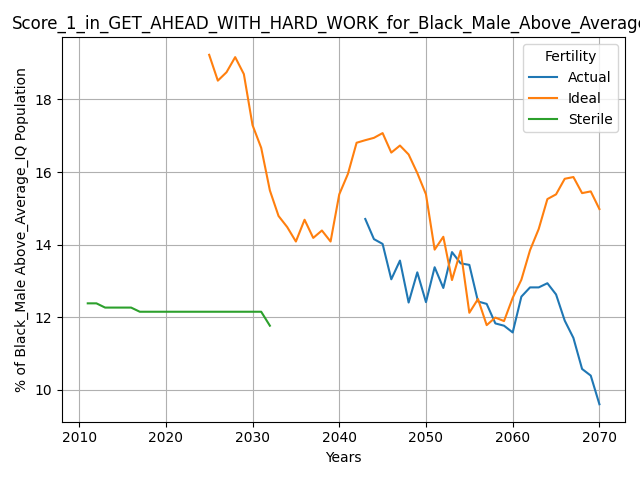 Score_1_in_GET_AHEAD_WITH_HARD_WORK_for_Black_Male_Above_Average
Fertility
Actual
Ideal
Sterile
% of Black_Male Above_Average_IQ Population
18
16
14
12
10
2010 2020 2030 2040 2050 2060 2070
Years